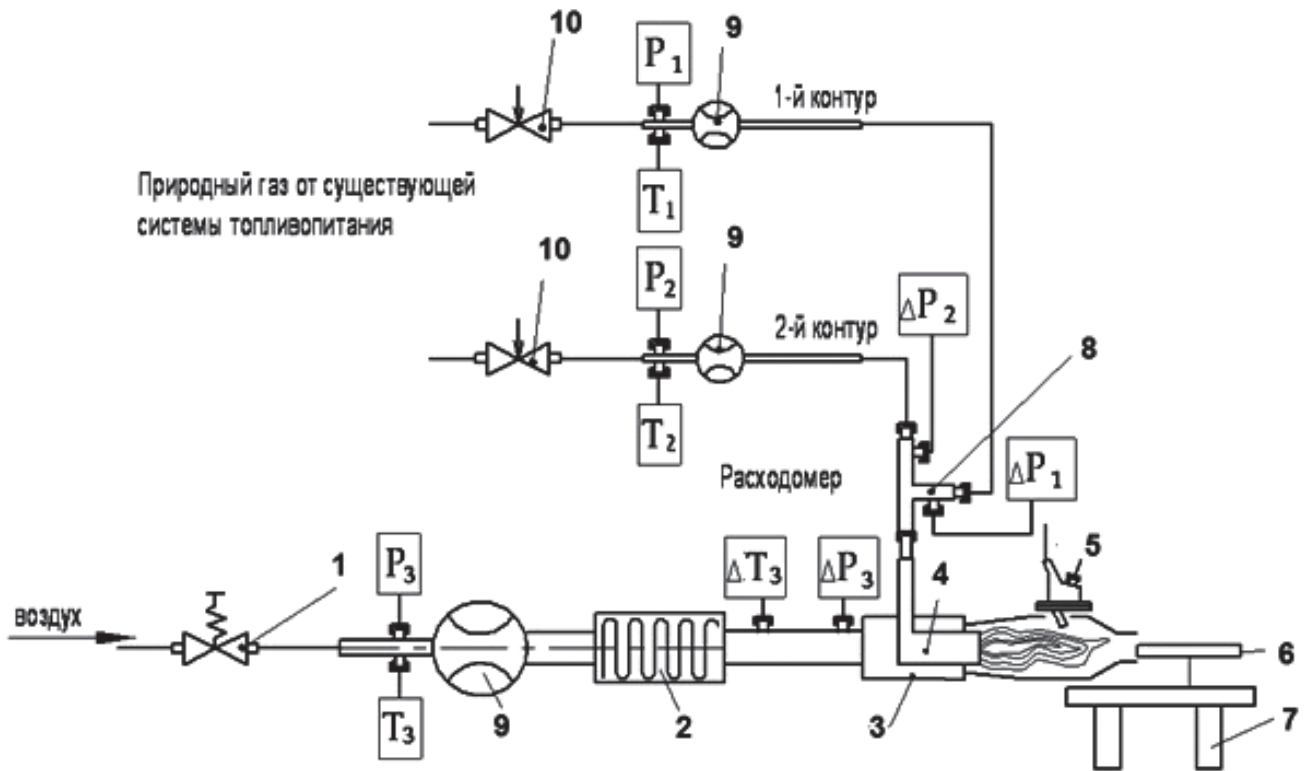 10
P1
9
1-й контур
Природный газ от существующей
системы топливопитания
T1
10
P2
9
2-й контур
ΔP2
8
T2
Расходомер
ΔP1
1
P3
ΔT3
ΔP3
4
5
воздух
6
T3
9
2
3
7